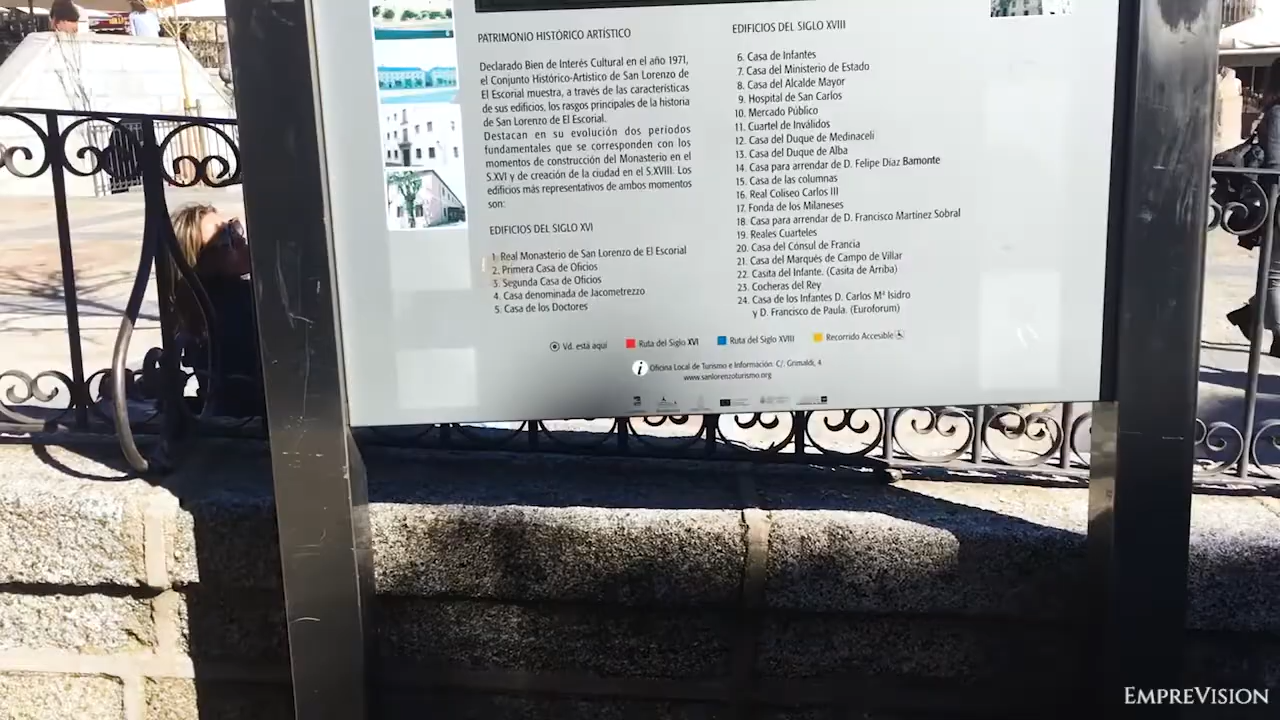 PATRIMONIO HISTÓRICO ARTÍSTICO
Declarado Bien de Interés Cultural en el año 1971,
el Conjunto Histórico-Artístico de San Lorenzo de
El Escorial muestra, a través de las características
de sus edificios, los rasgos principales de la historia
de San Lorenzo de El Escorial.
Destacan en su evolución dos periodos
fundamentales que se corresponden con los
momentos de construcción del Monasterio en el
S.XVI y de creación de la ciudad en el S.XVIII. Los
edificios más representativos de ambos momentos
son:
EDIFICIOS DEL SIGLO XVI
1. Real Monasterio de San Lorenzo de El Escorial
2. Primera Casa de Oficios
3. Segunda Casa de Oficios
4. Casa denominada de Jacometrezzo
5. Casa de los Doctores
EDIFICIOS DEL SIGLO XVIII
6. Casa de Infantes
7. Casa del Ministerio de Estado
8. Casa del Alcalde Mayor
9. Hospital de San Carlos
10. Mercado Público
11. Cuartel de Inválidos
12. Casa del Duque de Medinaceli
13. Casa del Duque de Alba
14. Casa para arrendar de D. Felipe Díaz Bamonte
15. Casa de las columnas
16. Real Coliseo Carlos III
17. Fonda de los Milaneses
18. Casa para arrendar de D. Francisco Martínez Sobral
19. Reales Cuarteles
20. Casa del Cónsul de Francia
21. Casa del Marqués de Campo de Villar
22. Casita del Infante. (Casita de Arriba)
23. Cocheras del Rey
24. Casa de los Infantes D. Carlos Mª Isidro
y D. Francisco de Paula. (Euroforum)
Vd. está aquí Ruta del Siglo XVI Ruta del Siglo XVIII Recorrido Accesible
i Oficina Local de Turismo e Información: C/. Grimaldi, 4
www.sanlorenzoturismo.org
EMPREVISION